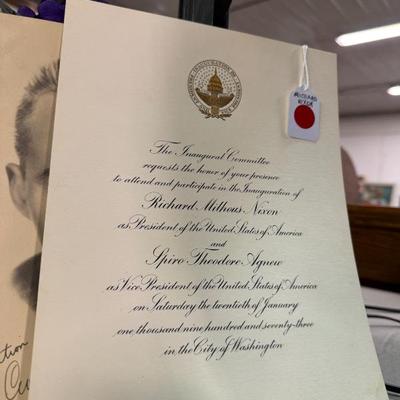 RICHARD
NIXON
The Inaugural Committee
requests the honor of your presence
to attend and participate in the Inauguration of
Richard Milhous Nixon
as President of the United States of America
and
Spiro Theodore Agnew
as Vice President of the United States of America
on Saturday the twentieth of January
one thousand nine hundred and seventy-three
in the City of Washington